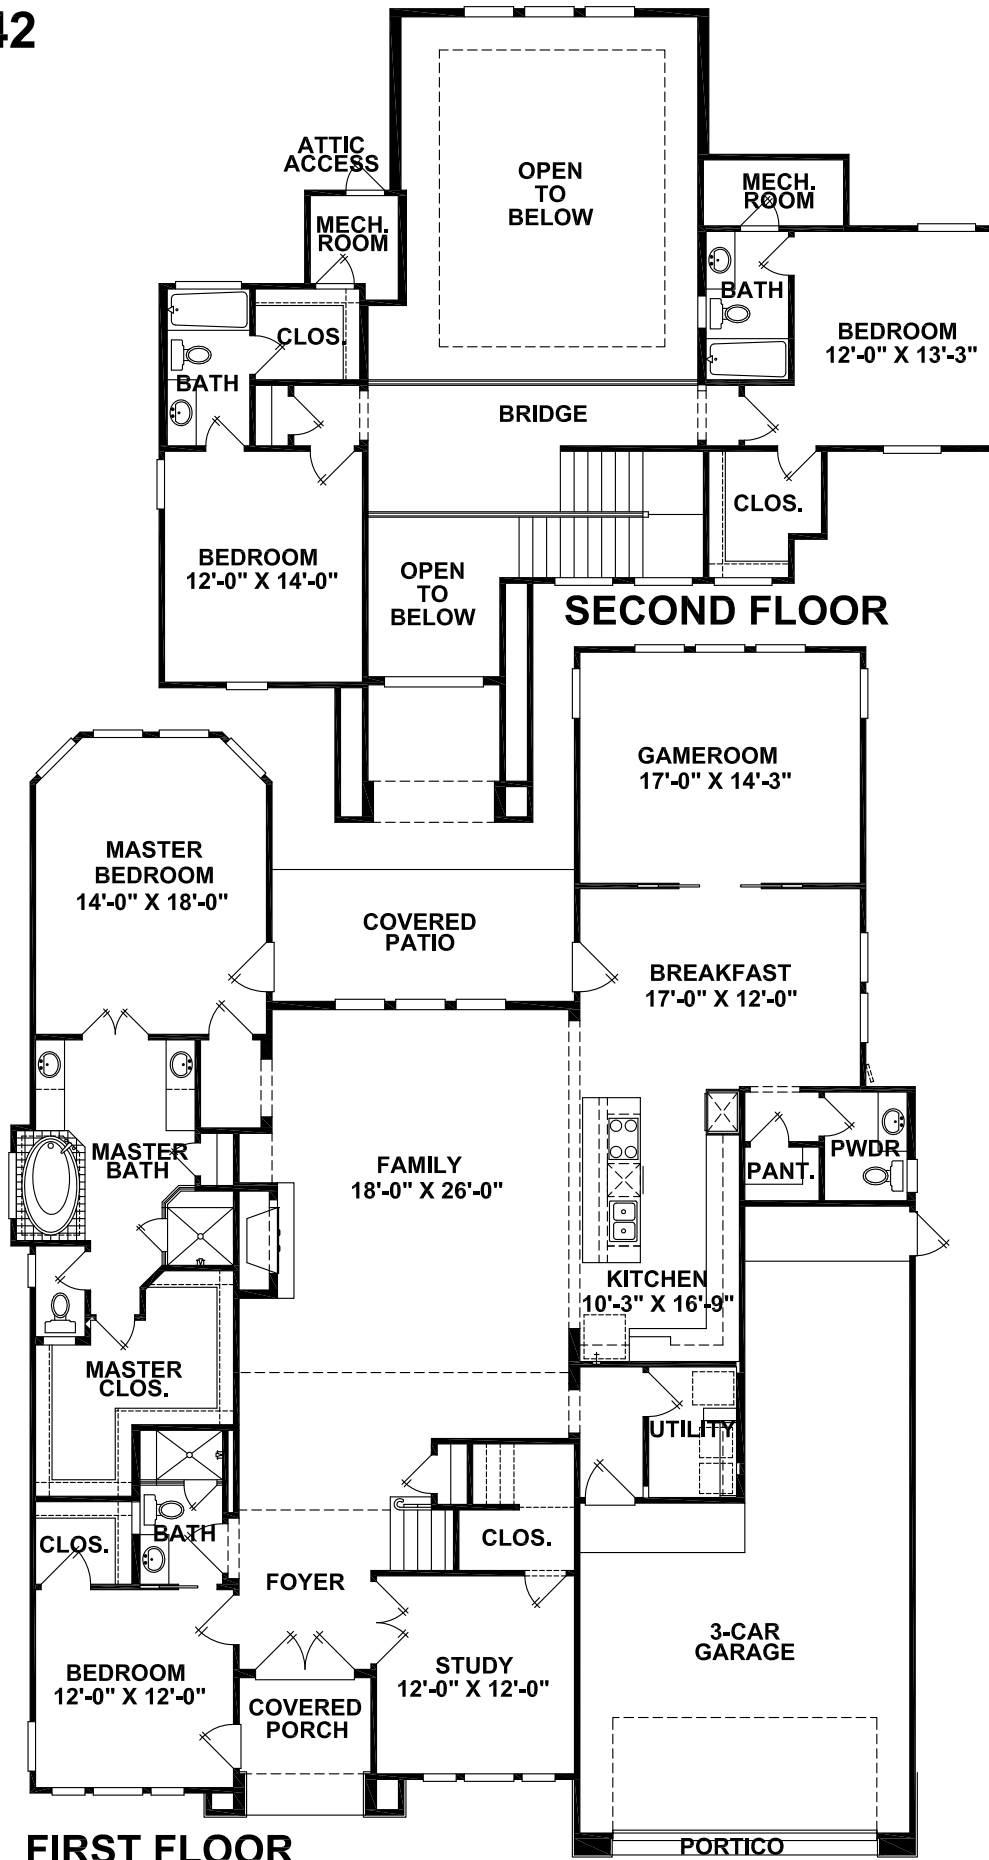 42
ATTIC
ACCESS
MECH.
ROOM
OPEN
TO
BELOW
MECH.
ROOM
CLOS.
BATH
BATH
BEDROOM
12'-0" X 13'-3"
BRIDGE
CLOS.
BEDROOM
12'-0" X 14'-0"
OPEN
TO
BELOW
SECOND FLOOR
GAMEROOM
17'-0" X 14'-3"
MASTER
BEDROOM
14'-0" X 18'-0"
COVERED
PATIO
BREAKFAST
17'-0" X 12'-0"
MASTER
BATH
FAMILY
18'-0" X 26'-0"
PANT.
PWDR
KITCHEN
10'-3" X 16'-9"
MASTER
CLOS.
UTILITY
CLOS.
BATH
CLOS.
FOYER
3-CAR
GARAGE
BEDROOM
12'-0" X 12'-0"
STUDY
12'-0" X 12'-0"
COVERED
PORCH
PORTICO
FIRST FLOOR